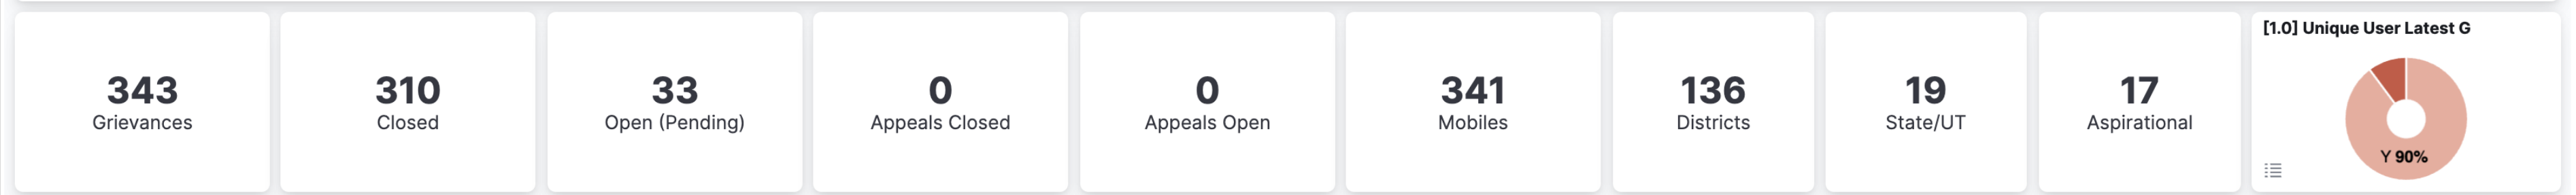 343
Grievances
310
Closed
33
Open (Pending)
0
Appeals Closed
0
Appeals Open
341
Mobiles
136
Districts
19
State/UT
17
Aspirational
[1.0] Unique User Latest G
Y 90%